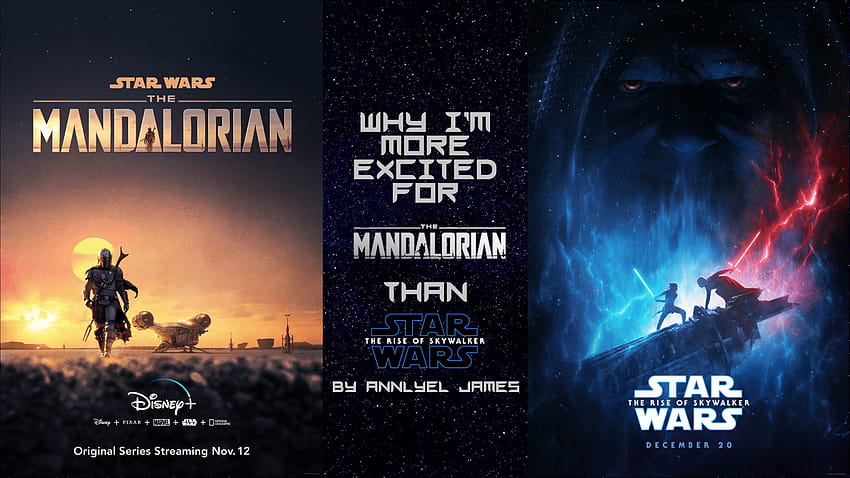 STAR WARS
THE
MANDALORIAN
Disney+
Disney + PIXAR + MARVEL + STAR WARS + NATIONAL GEOGRAPHIC
Original Series Streaming Nov. 12
WHY I'M
MORE
EXCITED
FOR
THE
MANDALORIAN
THAN
STAR
THE RISE OF SKYWALKER
WARS
BY ANNLYEL JAMES
STAR
THE RISE OF SKYWALKER
WARS
DECEMBER 20